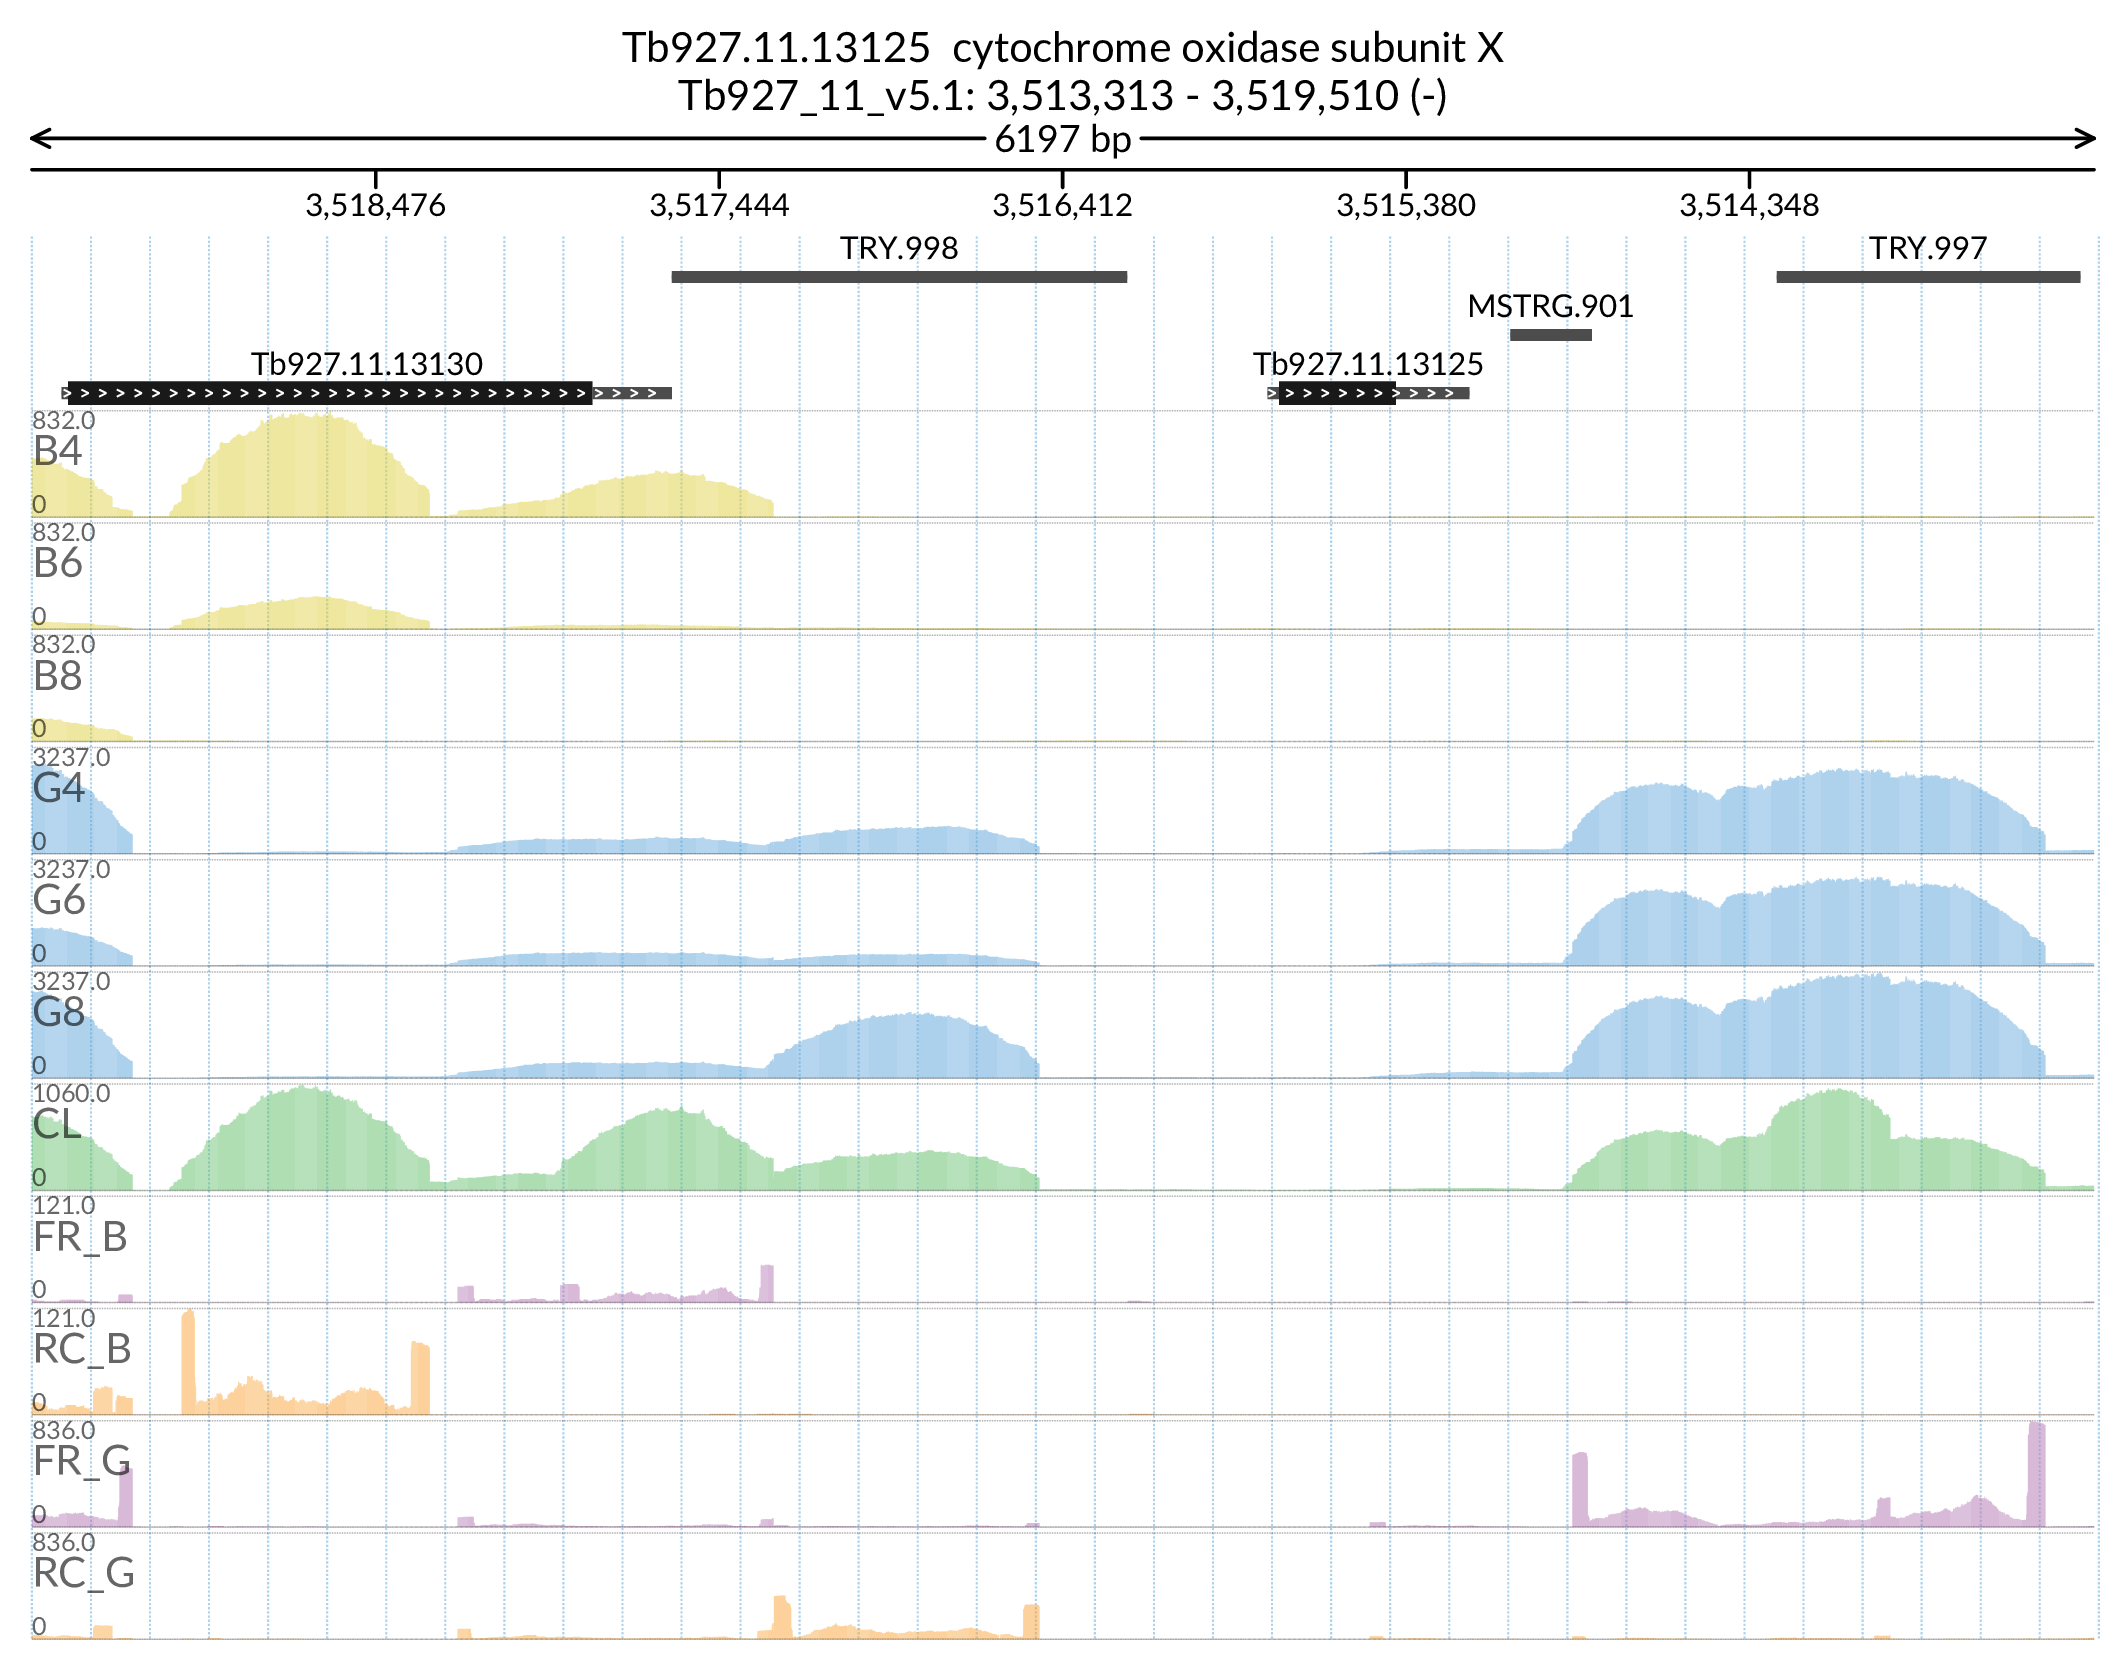 Tb927.11.13125  cytochrome oxidase subunit X
Tb927_11_v5.1: 3,513,313 - 3,519,510 (-)
6197 bp
3,518,476 3,517,444 3,516,412 3,515,380 3,514,348
TRY.998 TRY.997
MSTRG.901
Tb927.11.13130 Tb927.11.13125
832.0
B4
0
832.0
B6
0
832.0
B8
0
3237.0
G4
0
3237.0
G6
0
3237.0
G8
0
1060.0
CL
0
121.0
FR_B
0
121.0
RC_B
0
836.0
FR_G
0
836.0
RC_G
0